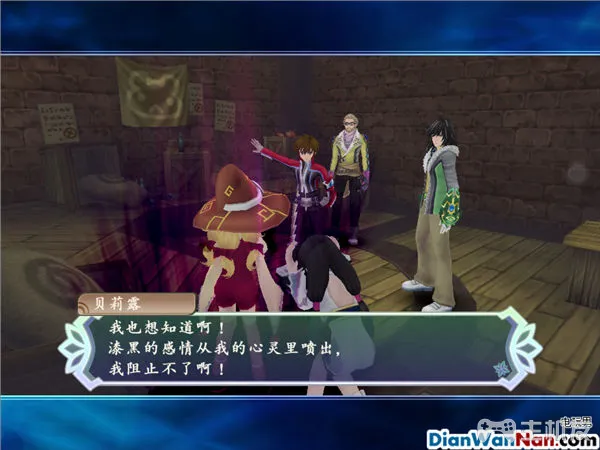 贝莉露
我也想知道啊！
漆黑的感情从我的心灵里喷出，
我阻止不了啊！
电玩男
DianWanNan.com